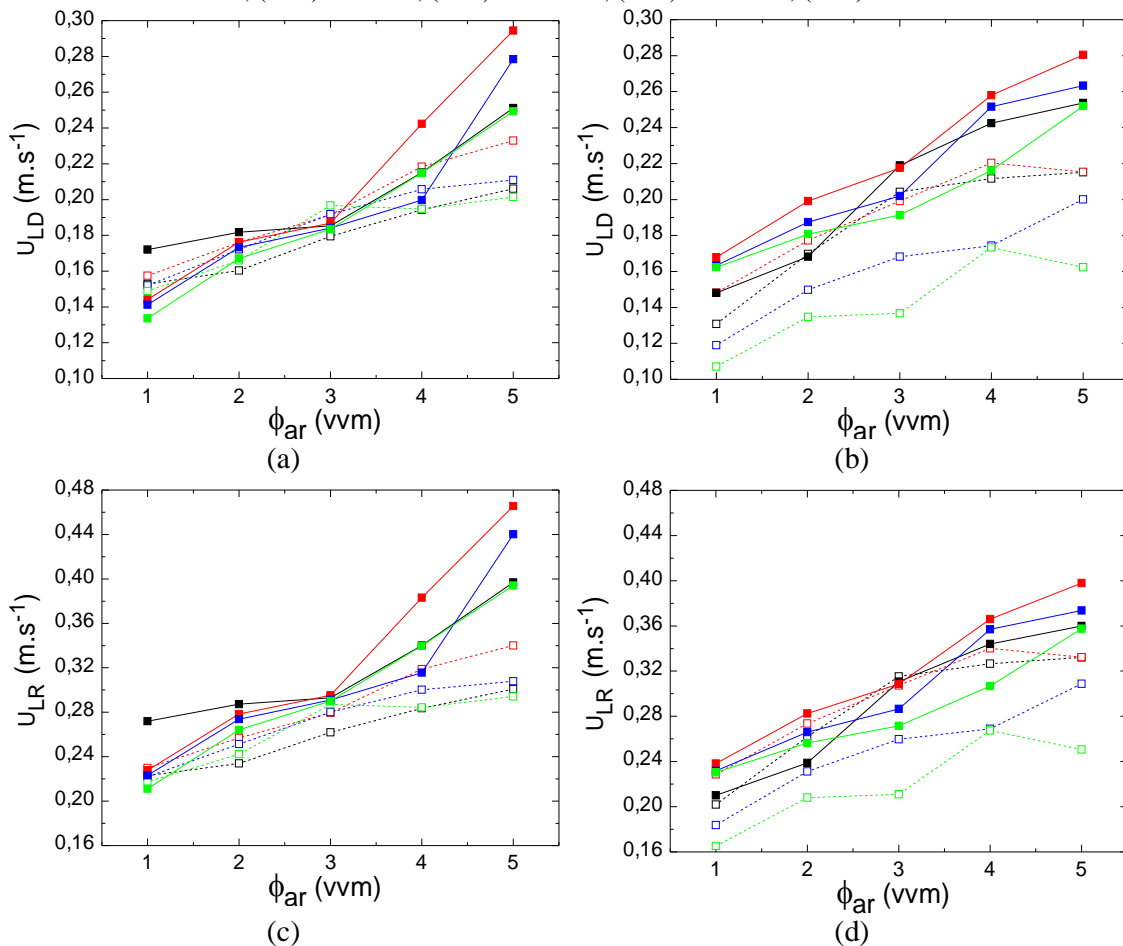 0,30
0,28
0,26
0,24
0,22
0,20
0,18
0,16
0,14
0,12
0,10
U_LD (m.s⁻¹)
1 2 3 4 5
ϕ_ar (vvm)
(a)
0,30
0,28
0,26
0,24
0,22
0,20
0,18
0,16
0,14
0,12
0,10
U_LD (m.s⁻¹)
1 2 3 4 5
ϕ_ar (vvm)
(b)
0,48
0,44
0,40
0,36
0,32
0,28
0,24
0,20
0,16
U_LR (m.s⁻¹)
1 2 3 4 5
ϕ_ar (vvm)
(c)
0,48
0,44
0,40
0,36
0,32
0,28
0,24
0,20
0,16
U_LR (m.s⁻¹)
1 2 3 4 5
ϕ_ar (vvm)
(d)